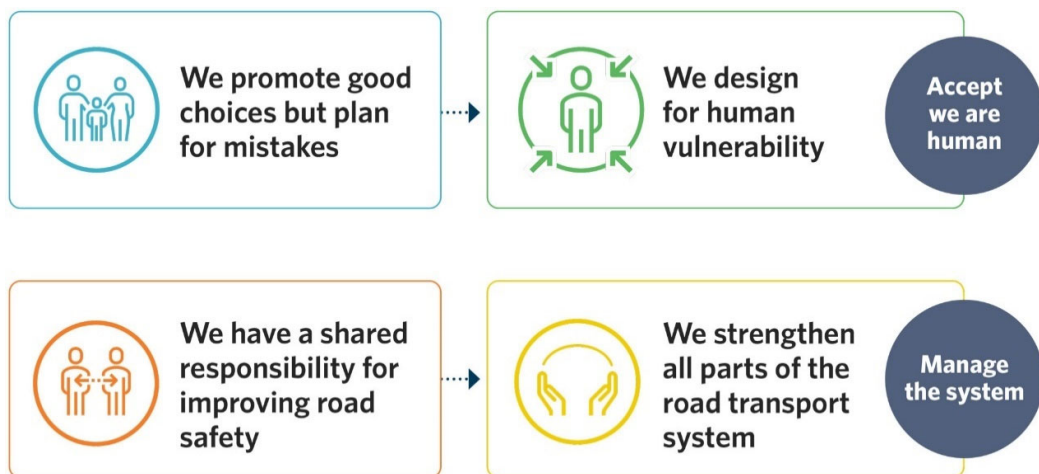 We promote good
choices but plan
for mistakes
We design
for human
vulnerability
Accept
we are
human
We have a shared
responsibility for
improving road
safety
We strengthen
all parts of the
road transport
system
Manage
the system